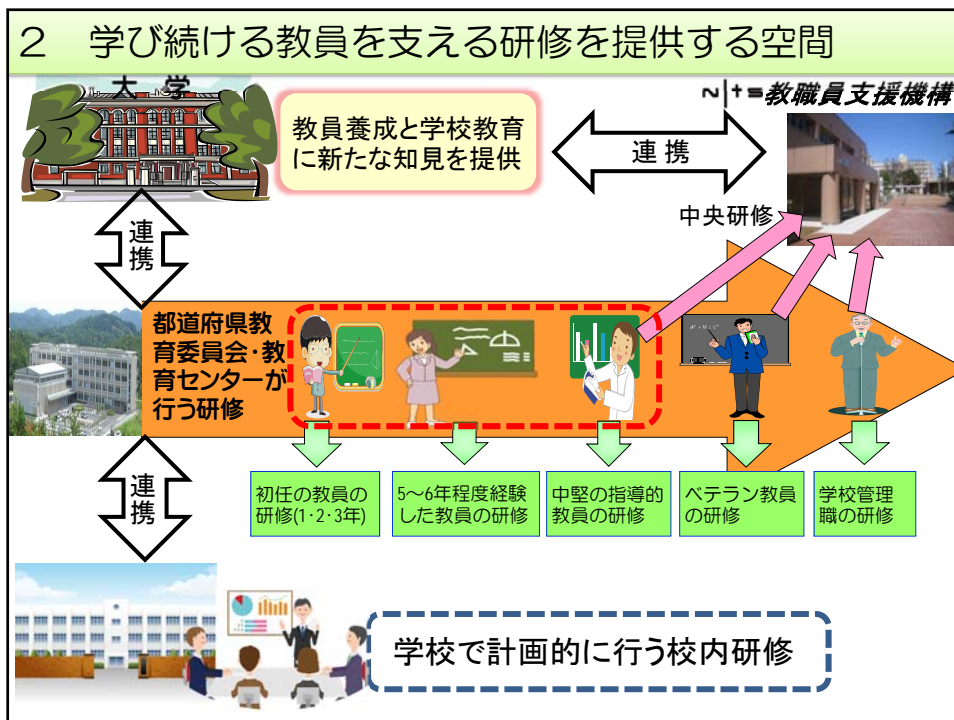 2　学び続ける教員を支える研修を提供する空間
大　学
教職員支援機構
教員養成と学校教育
に新たな知見を提供
連 携
中央研修
連
携
都道府県教
育委員会・教
育センターが
行う研修
初任の教員の
研修(1・2・3年)
5～6年程度経験
した教員の研修
中堅の指導的
教員の研修
ベテラン教員
の研修
学校管理
職の研修
連
携
学校で計画的に行う校内研修